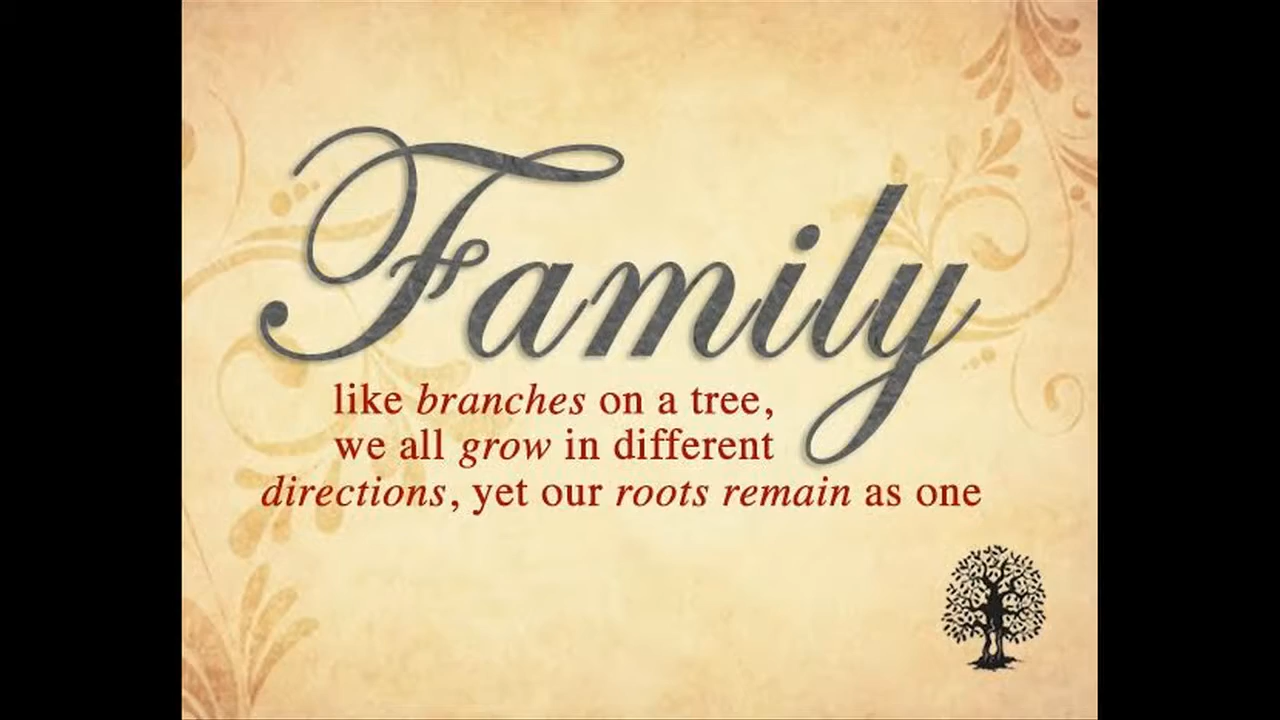 Family
like branches on a tree,
we all grow in different
directions, yet our roots remain as one